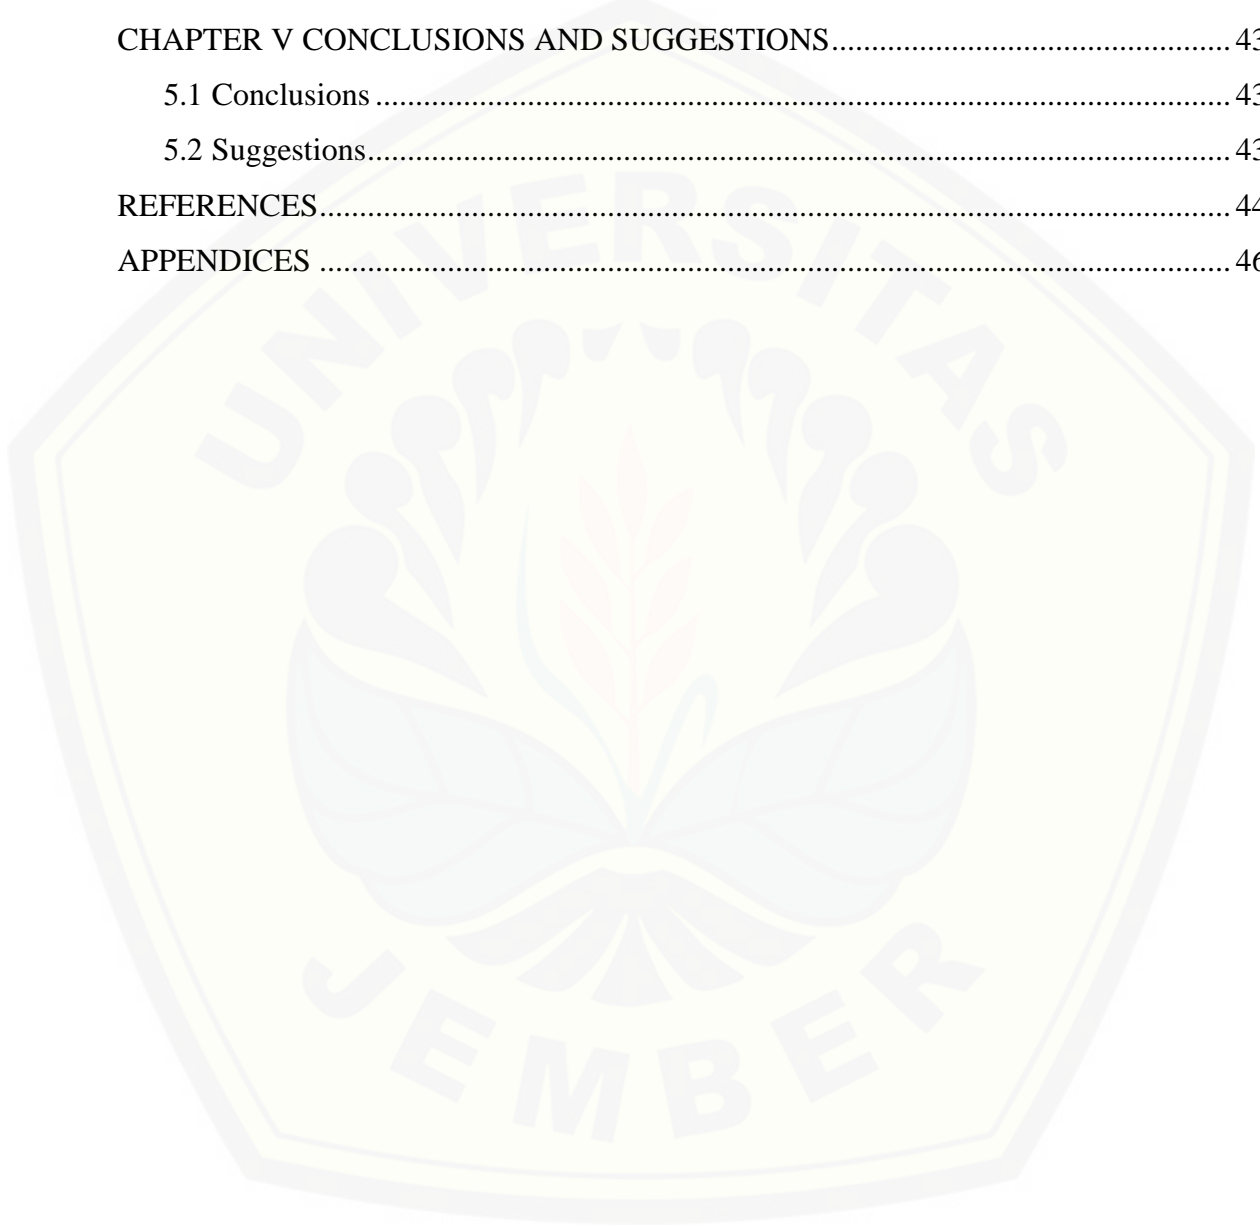 CHAPTER V CONCLUSIONS AND SUGGESTIONS.......................................... 43
5.1 Conclusions ........................................................................................... 43
5.2 Suggestions............................................................................................ 43
REFERENCES................................................................................................. 44
APPENDICES ................................................................................................. 46
UNIVERSITAS
JEMBER